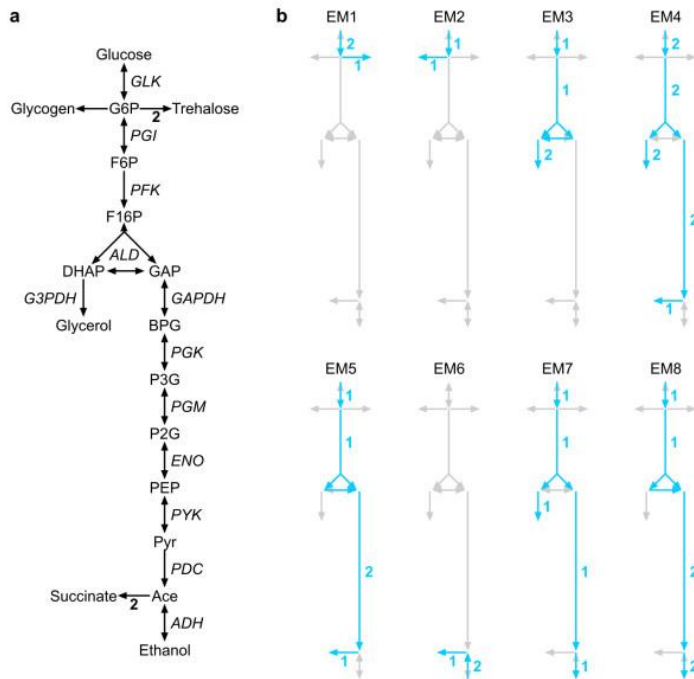 a
Glucose
GLK
Glycogen G6P 2 Trehalose
PGI
F6P
PFK
F16P
ALD
DHAP GAP
G3PDH GAPDH
Glycerol BPG
PGK
P3G
PGM
P2G
ENO
PEP
PYK
Pyr
PDC
Succinate 2 Ace
ADH
Ethanol
b
EM1 EM2 EM3 EM4
2 1 1 1 2
1 1 2
2 2
2
1
EM5 EM6 EM7 EM8
1 1 1
1 1 1
1
2 1 2
1 1 2 1 2